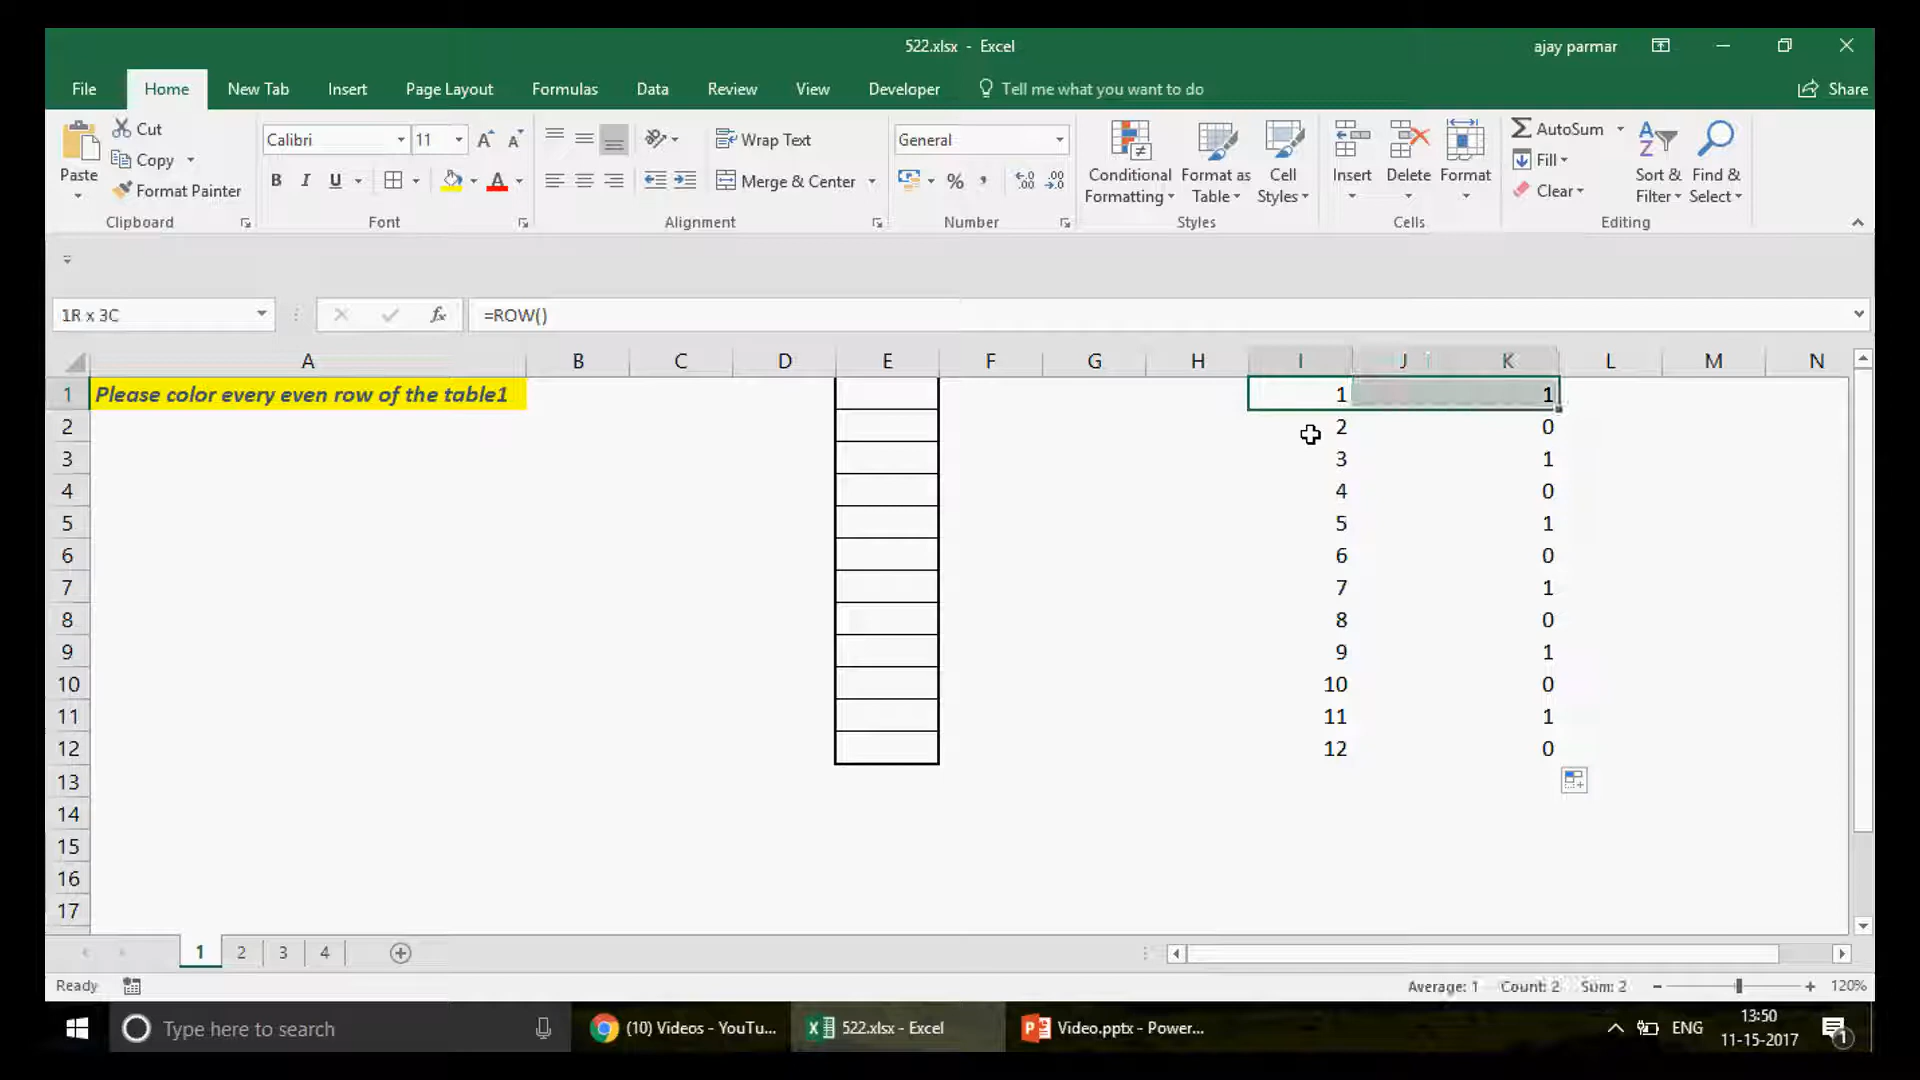 522.xlsx - Excel
ajay parmar
File Home New Tab Insert Page Layout Formulas Data Review View Developer Tell me what you want to do Share
Paste
Cut
Copy
Format Painter
Clipboard
Calibri 11
B I U A
Font
Wrap Text
Merge & Center
Alignment
General
%
Number
Conditional Formatting
Format as Table
Cell Styles
Styles
Insert Delete Format
Cells
AutoSum
Fill
Clear
Sort & Filter
Find & Select
Editing
1R x 3C
fx
=ROW()
A B C D E F G H I J K L M N
1 Please color every even row of the table1 1 1
2 2 0
3 3 1
4 4 0
5 5 1
6 6 0
7 7 1
8 8 0
9 9 1
10 10 0
11 11 1
12 12 0
13
14
15
16
17
1 2 3 4
Ready
Average: 1 Count: 2 Sum: 2
120%
Type here to search
(10) Videos - YouTu...
522.xlsx - Excel
Video.pptx - Power...
ENG
13:50
11-15-2017
1